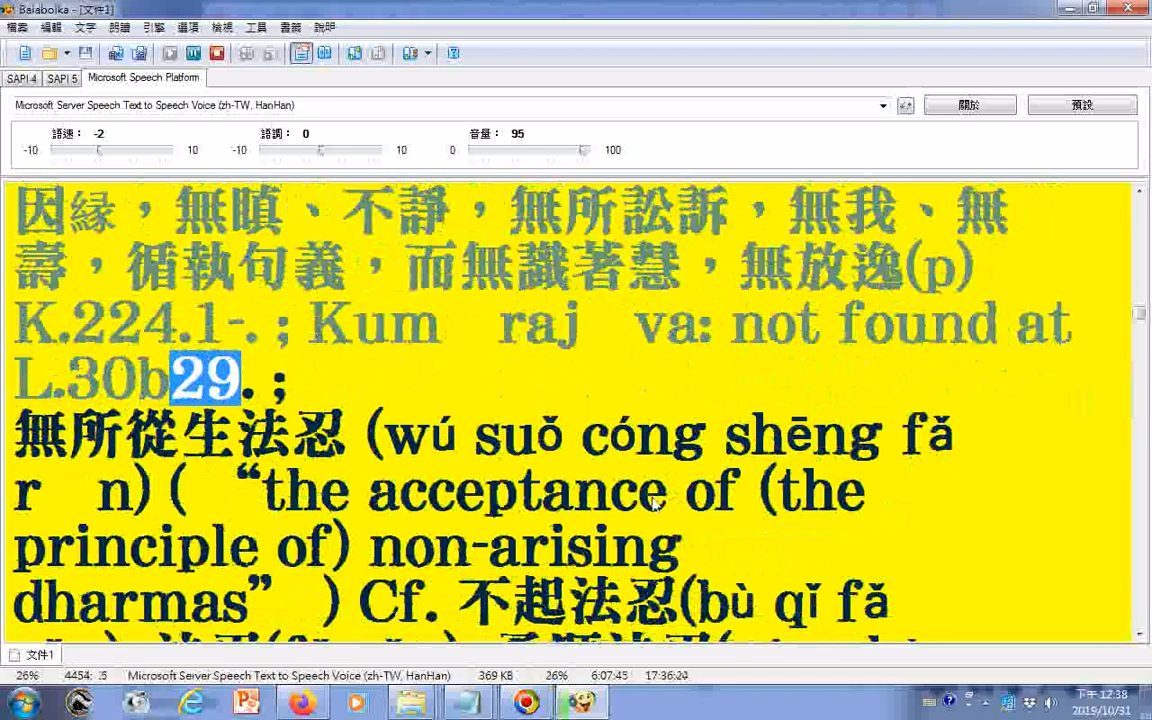 Balabolka - [文件1]
檔案 編輯 文字 朗讀 引擎 選項 檢視 工具 書籤 說明
SAPI 4 SAPI 5 Microsoft Speech Platform
Microsoft Server Speech Text to Speech Voice (zh-TW, HanHan) 關於 預設
語速： -2 語調： 0 音量： 95
-10 10 -10 10 0 100
因緣，無瞋、不諍，無所訟訴，無我、無
壽，循執句義，而無識著慧，無放逸(p)
K.224.1-. ; Kum raj va: not found at
L.30b29. ;
無所從生法忍 (wú suǒ cóng shēng fǎ
r n) ( “the acceptance of (the
principle of) non-arising
dharmas” ) Cf. 不起法忍(bù qǐ fǎ
文件1
26% Microsoft Server Speech Text to Speech Voice (zh-TW, HanHan) 369 KB 26% 6:07:45 17:36:20
下午 12:38
2019/10/31